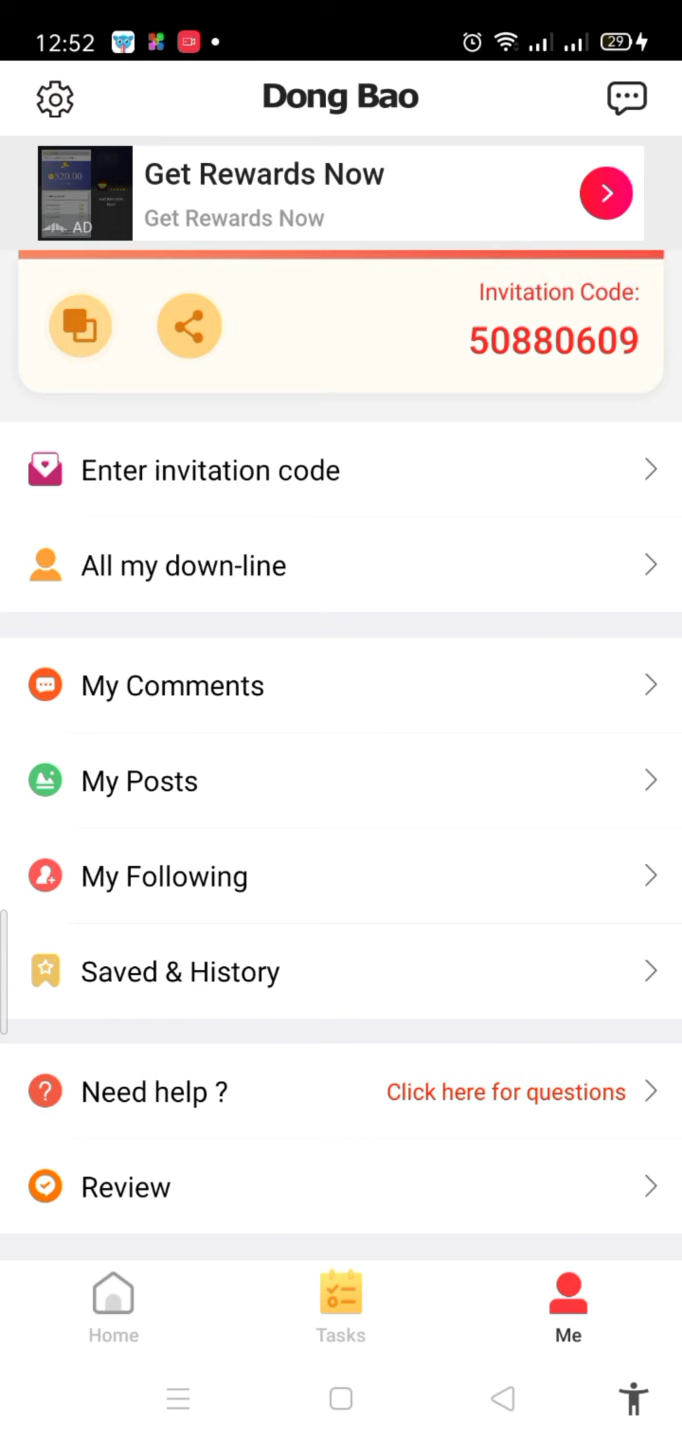 12:52
29
Dong Bao
520.00
AD
Get Rewards Now
Get Rewards Now
Invitation Code:
50880609
Enter invitation code
All my down-line
My Comments
My Posts
My Following
Saved & History
Need help ?
Click here for questions
Review
Home
Tasks
Me